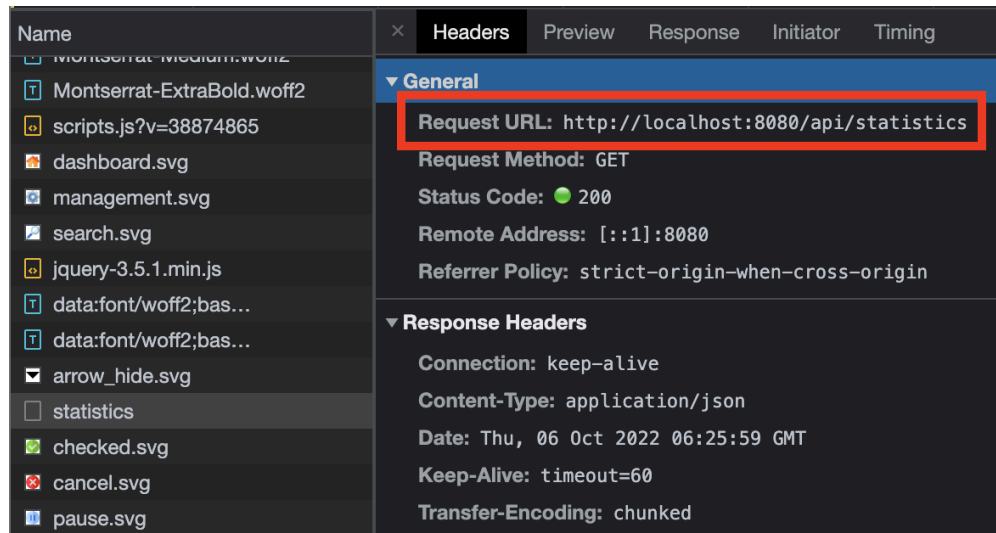 Name
Montserrat-Medium.woff2
Montserrat-ExtraBold.woff2
scripts.js?v=38874865
dashboard.svg
management.svg
search.svg
jquery-3.5.1.min.js
data:font/woff2;bas...
data:font/woff2;bas...
arrow_hide.svg
statistics
checked.svg
cancel.svg
pause.svg
Headers Preview Response Initiator Timing
General
Request URL: http://localhost:8080/api/statistics
Request Method: GET
Status Code: 200
Remote Address: [::1]:8080
Referrer Policy: strict-origin-when-cross-origin
Response Headers
Connection: keep-alive
Content-Type: application/json
Date: Thu, 06 Oct 2022 06:25:59 GMT
Keep-Alive: timeout=60
Transfer-Encoding: chunked